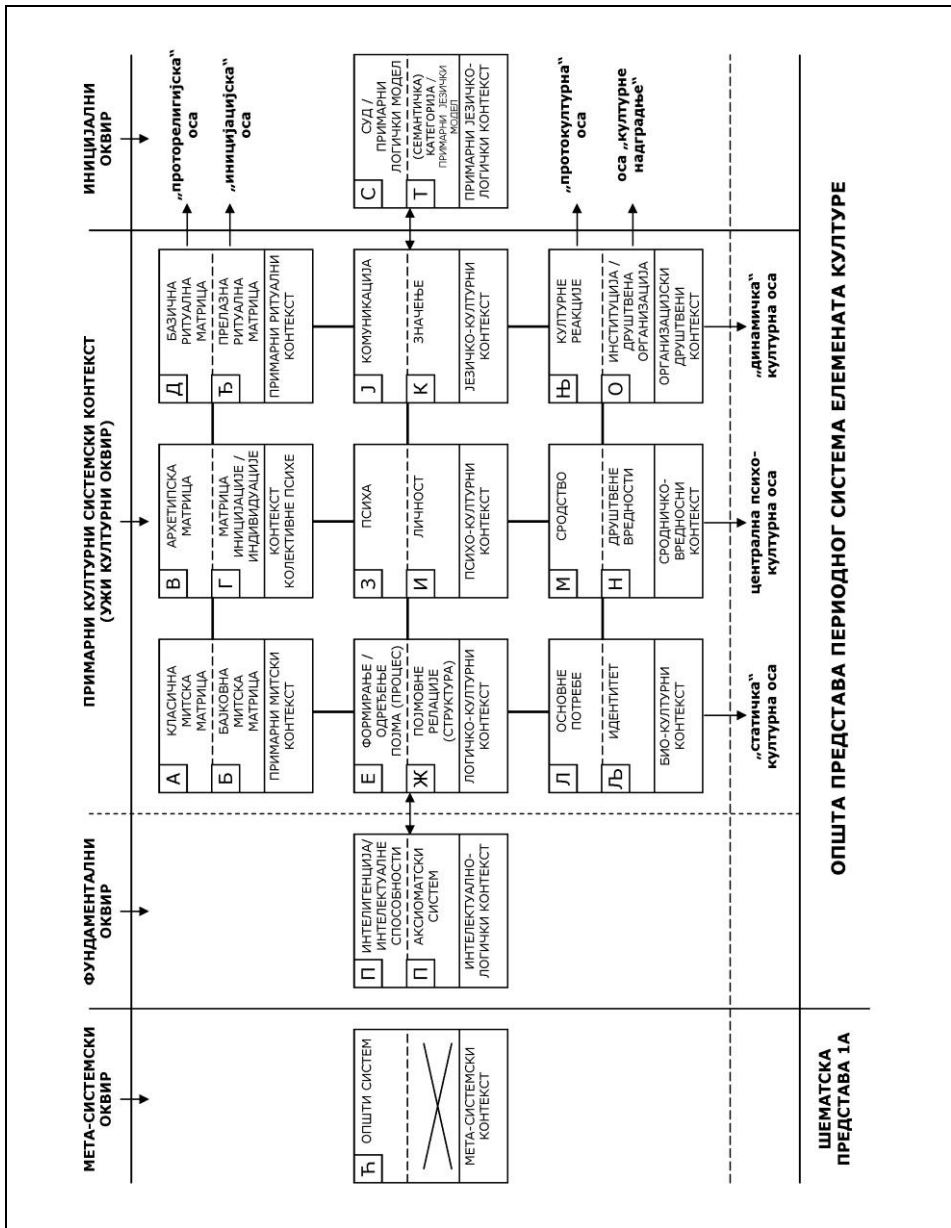 МЕТА-СИСТЕМСКИ
ОКВИР
ФУНДАМЕНТАЛНИ
ОКВИР
ПРИМАРНИ КУЛТУРНИ СИСТЕМСКИ КОНТЕКСТ
(УЖИ КУЛТУРНИ ОКВИР)
ИНИЦИЈАЛНИ
ОКВИР
А
КЛАСИЧНА
МИТСКА
МАТРИЦА
Б
БАЈКОВНА
МИТСКА
МАТРИЦА
ПРИМАРНИ МИТСКИ
КОНТЕКСТ
В
АРХЕТИПСКА
МАТРИЦА
Г
МАТРИЦА
ИНИЦИЈАЦИЈЕ /
ИНДИВИДУАЦИЈЕ
КОНТЕКСТ
КОЛЕКТИВНЕ ПСИХЕ
Д
БАЗИЧНА
РИТУАЛНА
МАТРИЦА
Ђ
ПРЕЛАЗНА
РИТУАЛНА
МАТРИЦА
ПРИМАРНИ РИТУАЛНИ
КОНТЕКСТ
„проторелигијска“
оса
„иницијацијска“
оса
Ћ
ОПШТИ СИСТЕМ
МЕТА-СИСТЕМСКИ
КОНТЕКСТ
П
ИНТЕЛИГЕНЦИЈА/
ИНТЕЛЕКТУАЛНЕ
СПОСОБНОСТИ
П
АКСИОМАТСКИ
СИСТЕМ
ИНТЕЛЕКТУАЛНО-
ЛОГИЧКИ КОНТЕКСТ
Е
ФОРМИРАЊЕ /
ОДРЕЂЕЊЕ
ПОЈМА (ПРОЦЕС)
Ж
ПОЈМОВНЕ
РЕЛАЦИЈЕ
(СТРУКТУРА)
ЛОГИЧКО-КУЛТУРНИ
КОНТЕКСТ
З
ПСИХА
И
ЛИЧНОСТ
ПСИХО-КУЛТУРНИ
КОНТЕКСТ
Ј
КОМУНИКАЦИЈА
К
ЗНАЧЕЊЕ
ЈЕЗИЧКО-КУЛТУРНИ
КОНТЕКСТ
С
СУД /
ПРИМАРНИ
ЛОГИЧКИ МОДЕЛ
Т
(СЕМАНТИЧКА)
КАТЕГОРИЈА /
ПРИМАРНИ ЈЕЗИЧКИ
МОДЕЛ
ПРИМАРНИ ЈЕЗИЧКО-
ЛОГИЧКИ КОНТЕКСТ
Л
ОСНОВНЕ
ПОТРЕБЕ
Љ
ИДЕНТИТЕТ
БИО-КУЛТУРНИ
КОНТЕКСТ
М
СРОДСТВО
Н
ДРУШТВЕНЕ
ВРЕДНОСТИ
СРОДНИЧКО-
ВРЕДНОСНИ
КОНТЕКСТ
Њ
КУЛТУРНЕ
РЕАКЦИЈЕ
О
ИНСТИТУЦИЈА /
ДРУШТВЕНА
ОРГАНИЗАЦИЈА
ОРГАНИЗАЦИЈСКИ
ДРУШТВЕНИ
КОНТЕКСТ
„протокултурна“
оса
оса „културне
надградње“
„статичка“
културна оса
централна психо-
културна оса
„динамичка“
културна оса
ШЕМАТСКА
ПРЕДСТАВА 1А
ОПШТА ПРЕДСТАВА ПЕРИОДНОГ СИСТЕМА ЕЛЕМЕНАТА КУЛТУРЕ